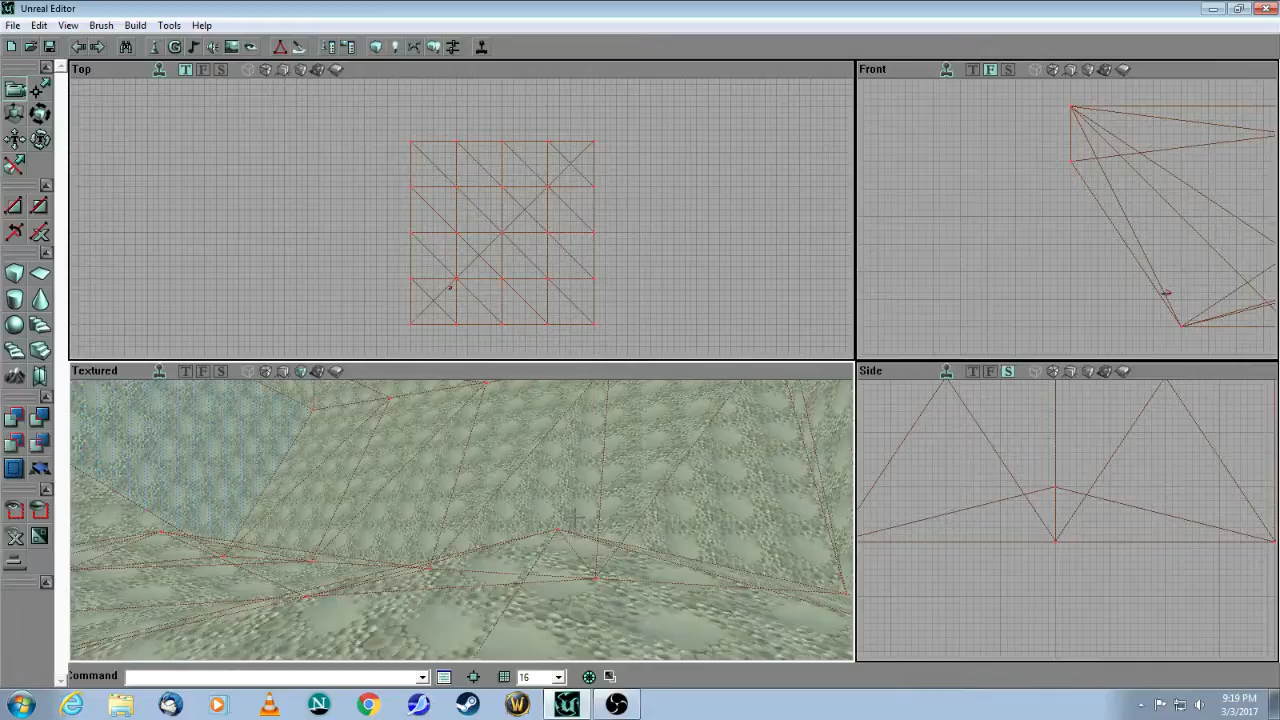 Unreal Editor
File Edit View Brush Build Tools Help
Top T F S
Front T F S
Textured T F S
Side T F S
Command 16
9:19 PM
3/3/2017